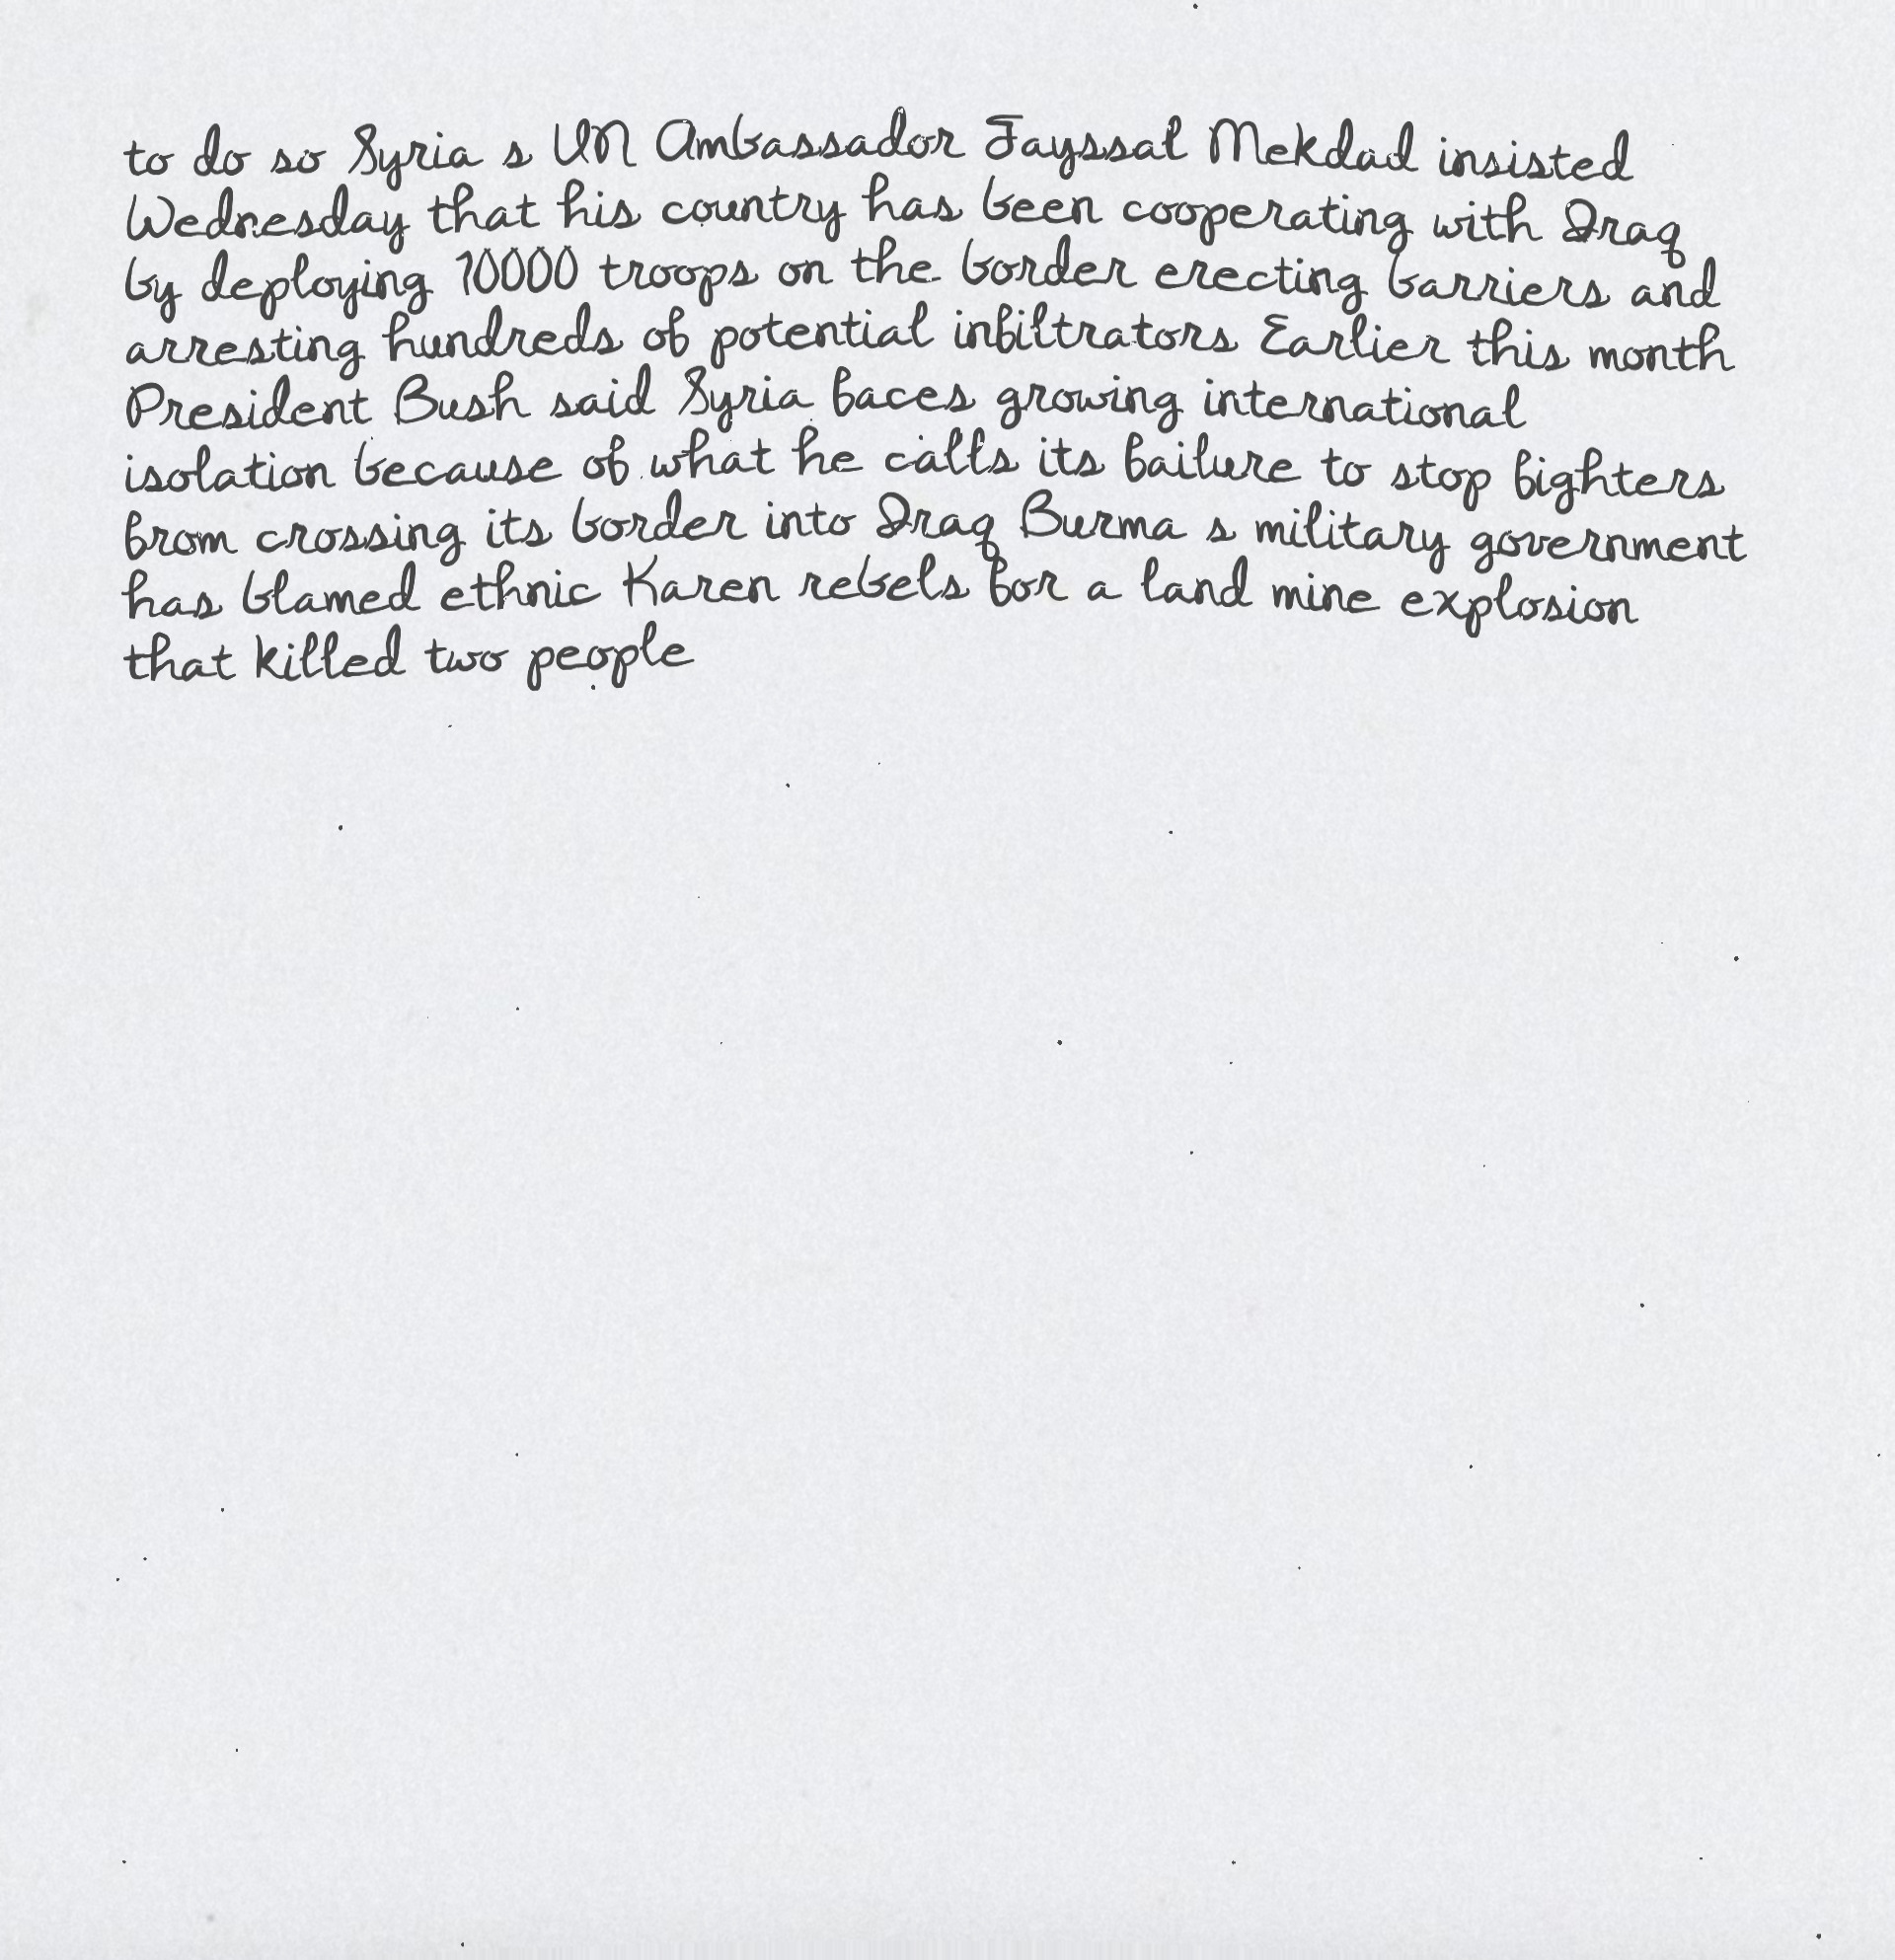 to do so Syria s UN Ambassador Fayssal Mekdad insisted
Wednesday that his country has been cooperating with Iraq
by deploying 10000 troops on the border erecting barriers and
arresting hundreds of potential infiltrators Earlier this month
President Bush said Syria faces growing international
isolation because of what he calls its failure to stop fighters
from crossing its border into Iraq Burma s military government
has blamed ethnic Karen rebels for a land mine explosion
that killed two people